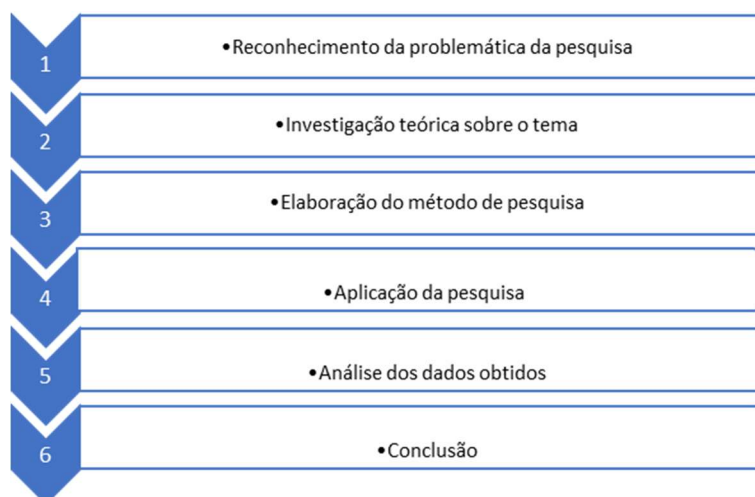 1
•Reconhecimento da problemática da pesquisa
2
•Investigação teórica sobre o tema
3
•Elaboração do método de pesquisa
4
•Aplicação da pesquisa
5
•Análise dos dados obtidos
6
•Conclusão